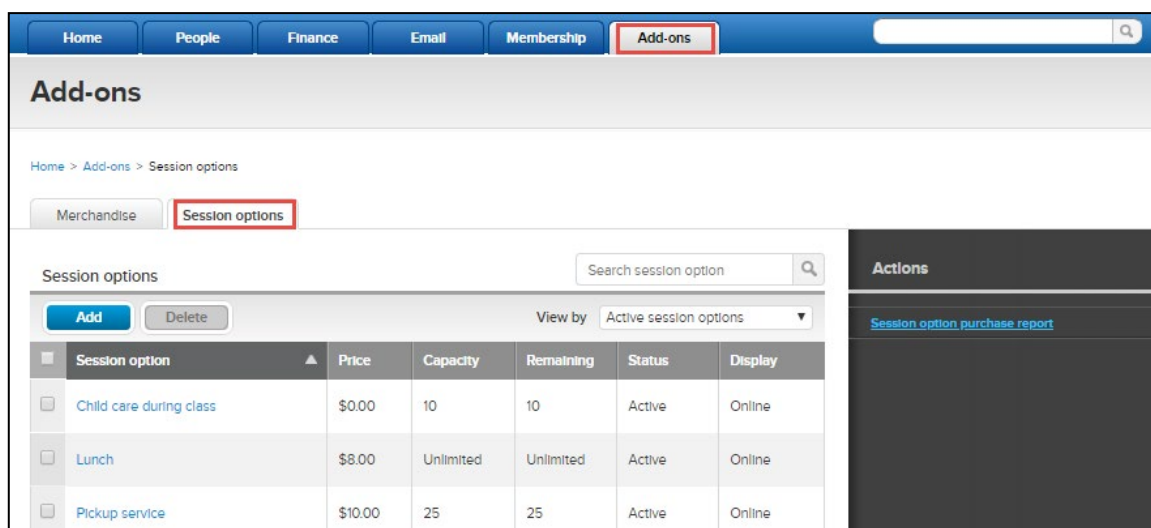 Home People Finance Email Membership Add-ons
Add-ons
Home > Add-ons > Session options
Merchandise Session options
Session options Search session option
Actions
Add Delete View by Active session options
Session option purchase report
Session option Price Capacity Remaining Status Display
Child care during class $0.00 10 10 Active Online
Lunch $8.00 Unlimited Unlimited Active Online
Pickup service $10.00 25 25 Active Online